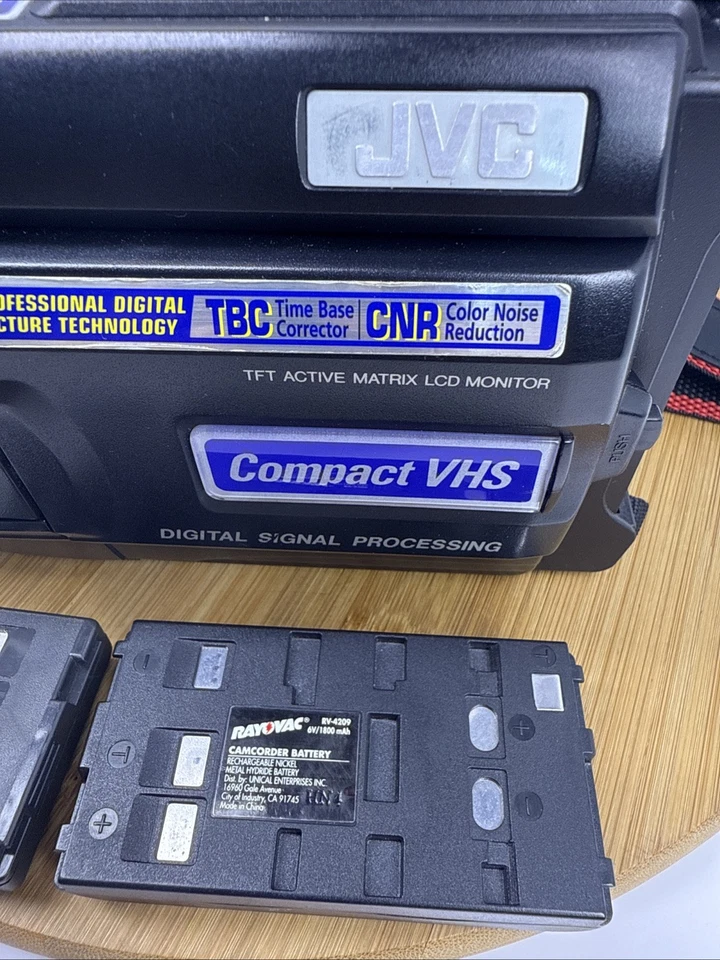 JVC
OFESSIONAL DIGITAL
CTURE TECHNOLOGY
TBC Time Base Corrector
CNR Color Noise Reduction
TFT ACTIVE MATRIX LCD MONITOR
PUSH
Compact VHS
DIGITAL SIGNAL PROCESSING
RAYOVAC® RV-4209
6V/1800 mAh
CAMCORDER BATTERY
RECHARGEABLE NICKEL
METAL HYDRIDE BATTERY
Dist. by: UNICAL ENTERPRISES INC.
16960 Gale Avenue
City of Industry, CA 91745
Made in China
− T + T + −